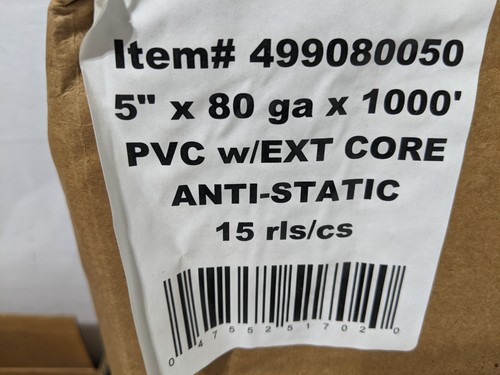 Item# 499080050
5" x 80 ga x 1000'
PVC w/EXT CORE
ANTI-STATIC
15 rls/cs
0 47552 51702 0